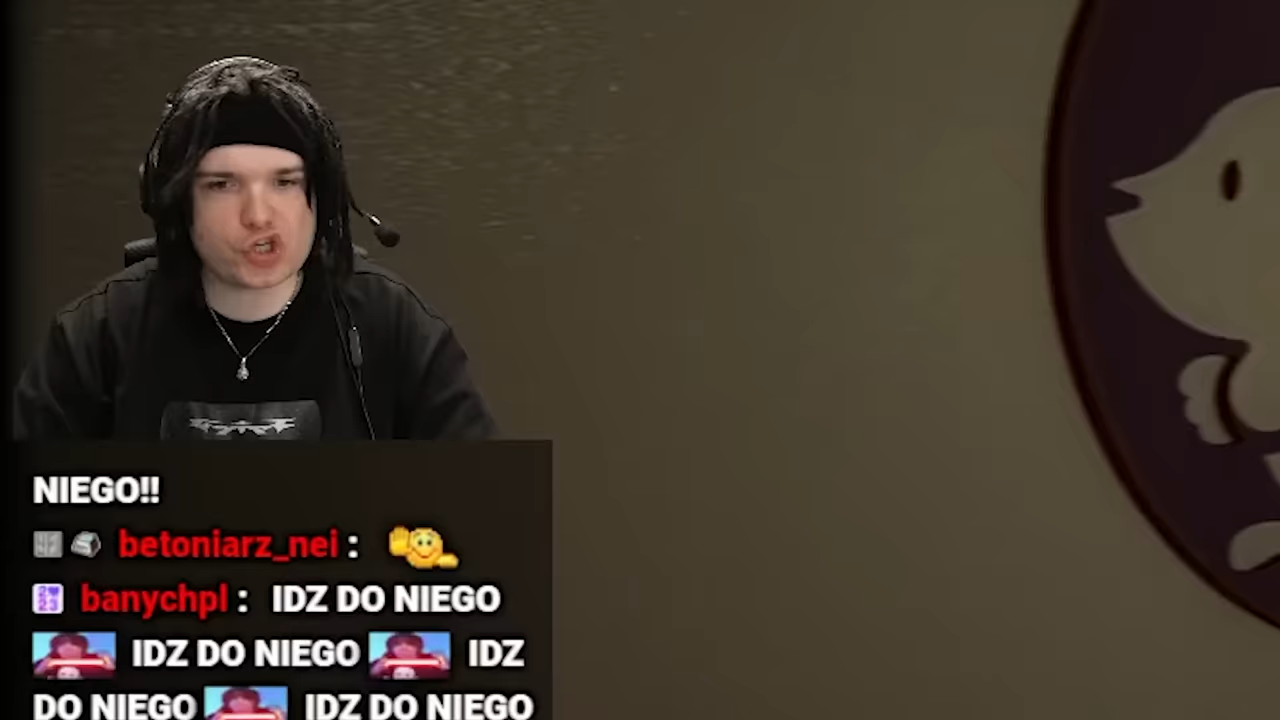 NIEGO!!
betoniarz_nei :
banychpl : IDZ DO NIEGO
IDZ DO NIEGO IDZ
DO NIEGO IDZ DO NIEGO